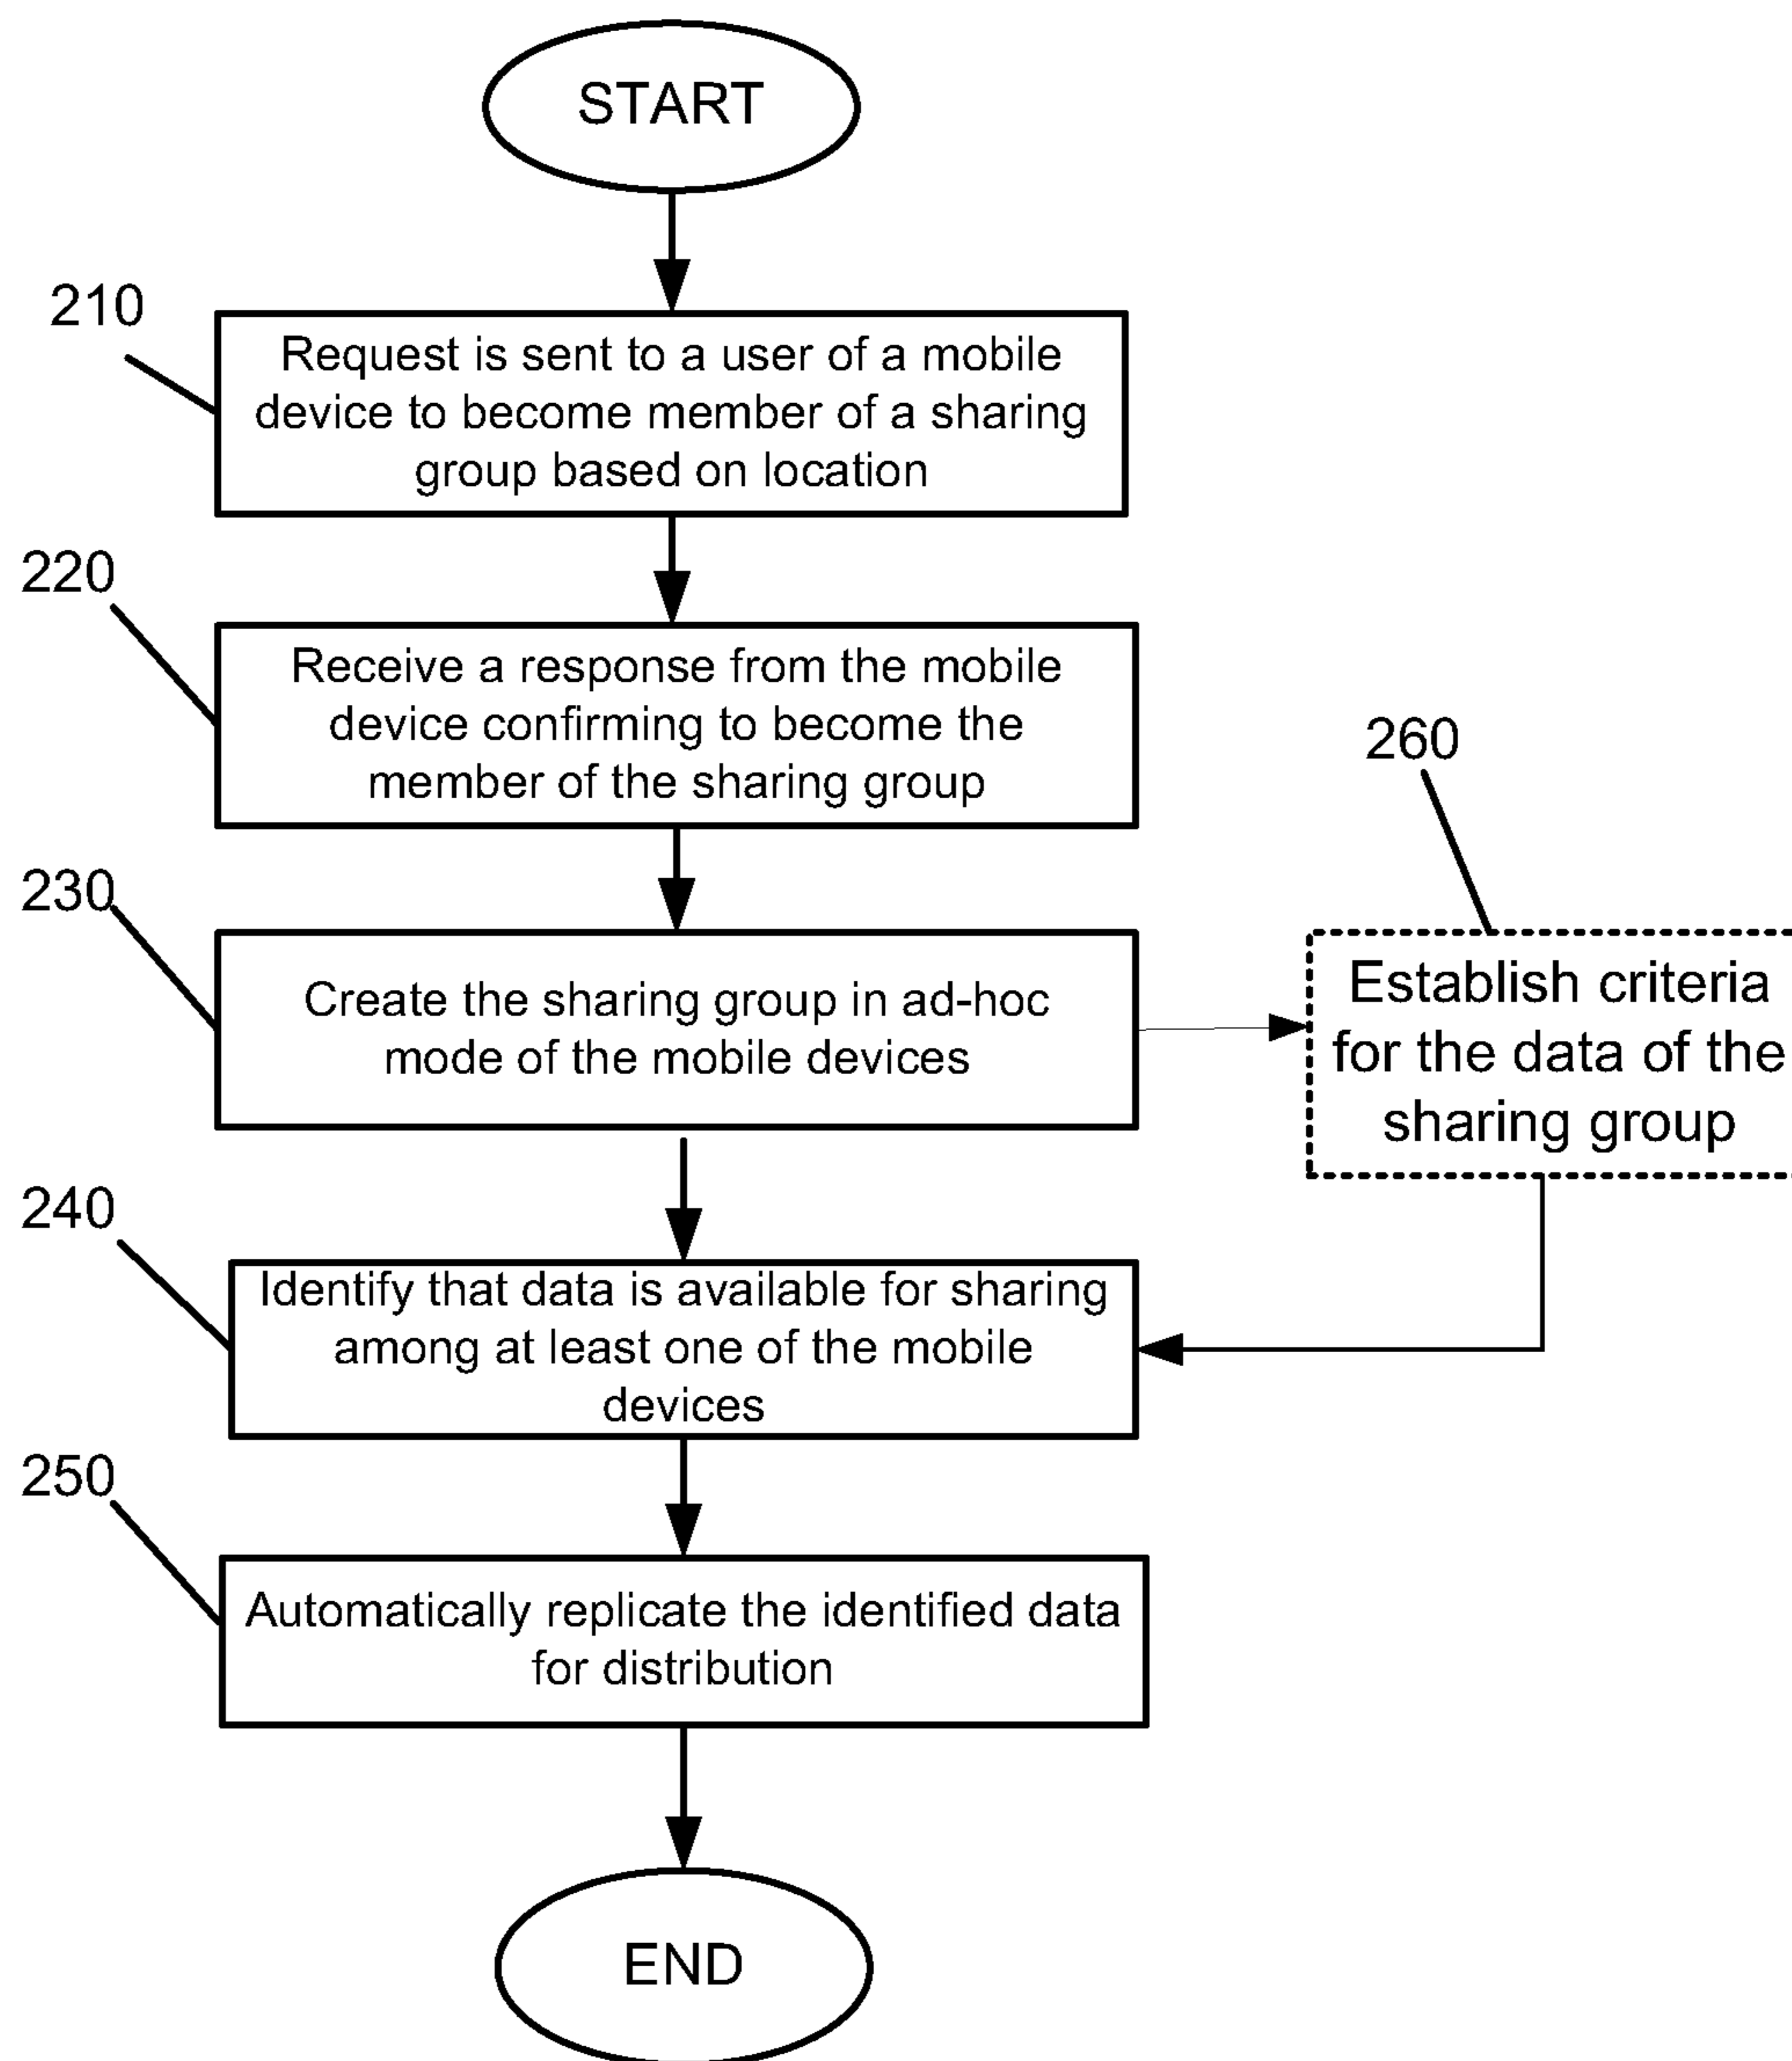 START
210
Request is sent to a user of a mobile
device to become member of a sharing
group based on location
220
Receive a response from the mobile
device confirming to become the
member of the sharing group
230
Create the sharing group in ad-hoc
mode of the mobile devices
260
Establish criteria
for the data of the
sharing group
240
Identify that data is available for sharing
among at least one of the mobile
devices
250
Automatically replicate the identified data
for distribution
END